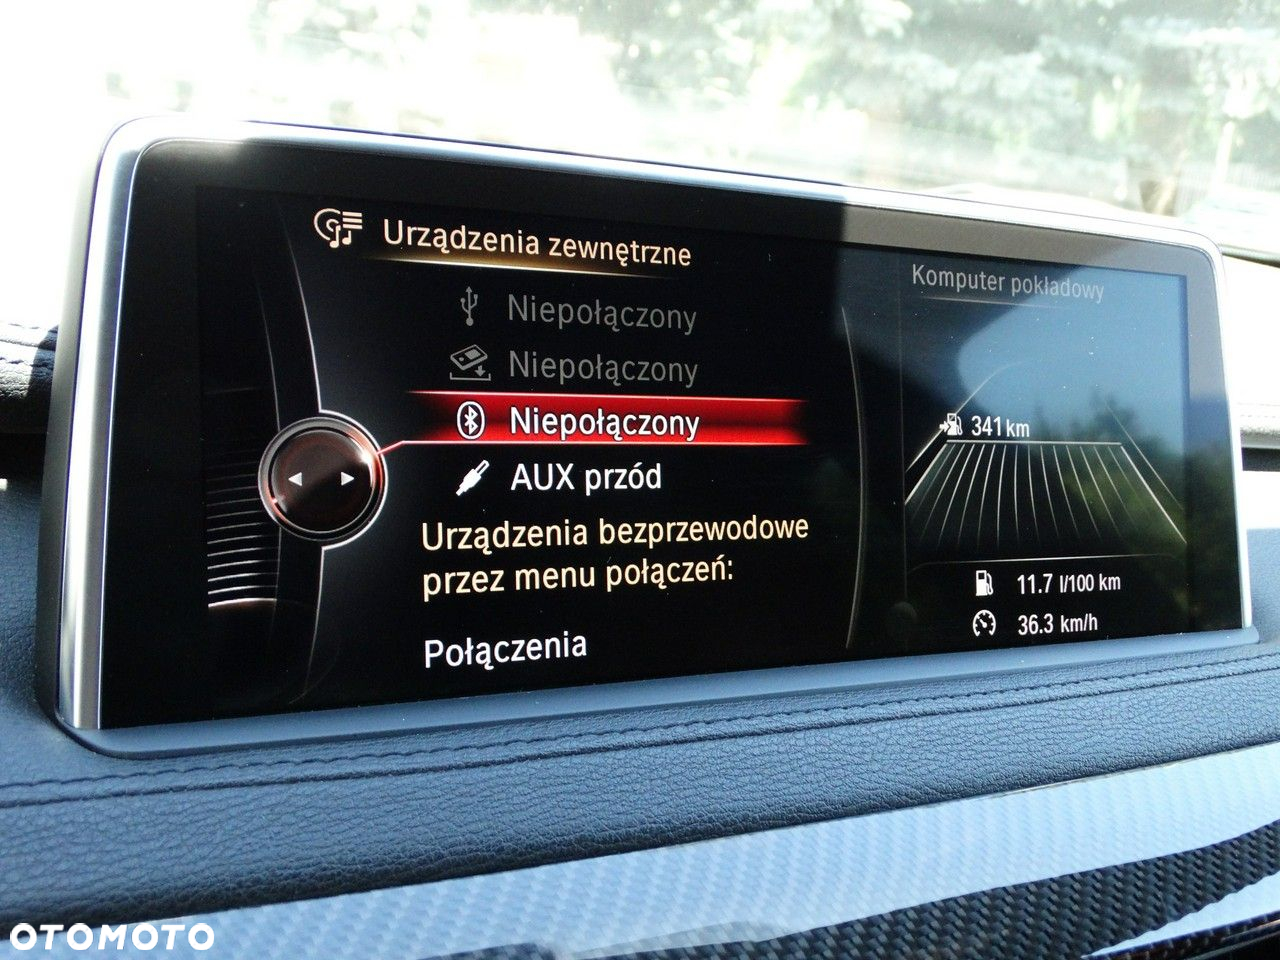 Urządzenia zewnętrzne
Komputer pokładowy
Niepołączony
Niepołączony
Niepołączony
AUX przód
Urządzenia bezprzewodowe
przez menu połączeń:
Połączenia
341 km
11.7 l/100 km
36.3 km/h
OTOMOTO